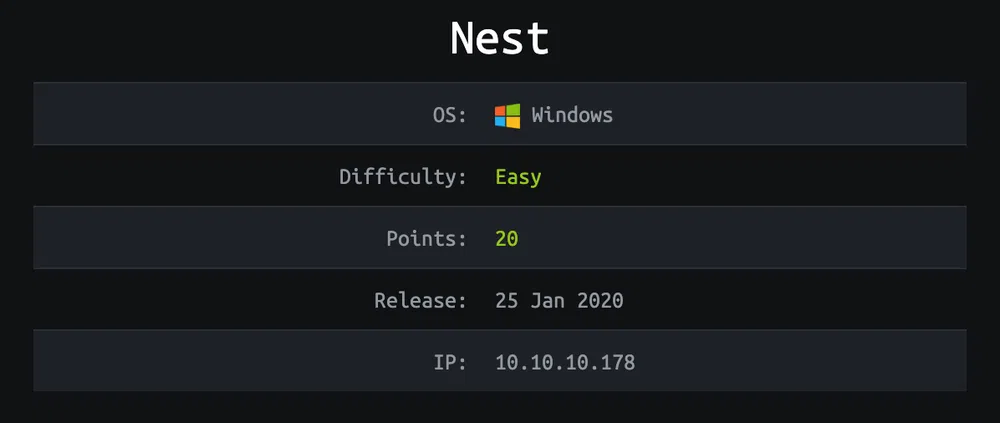 Nest
OS: Windows
Difficulty: Easy
Points: 20
Release: 25 Jan 2020
IP: 10.10.10.178